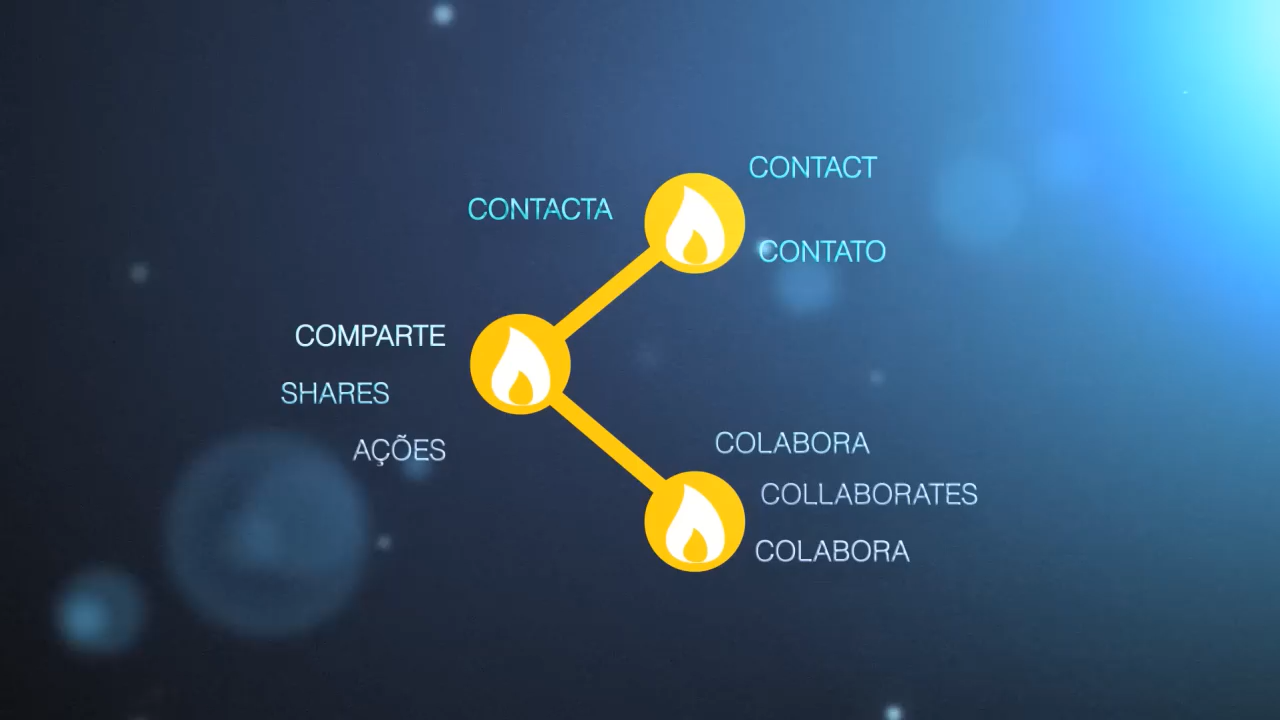 CONTACT
CONTACTA
CONTATO
COMPARTE
SHARES
AÇÕES
COLABORA
COLLABORATES
COLABORA